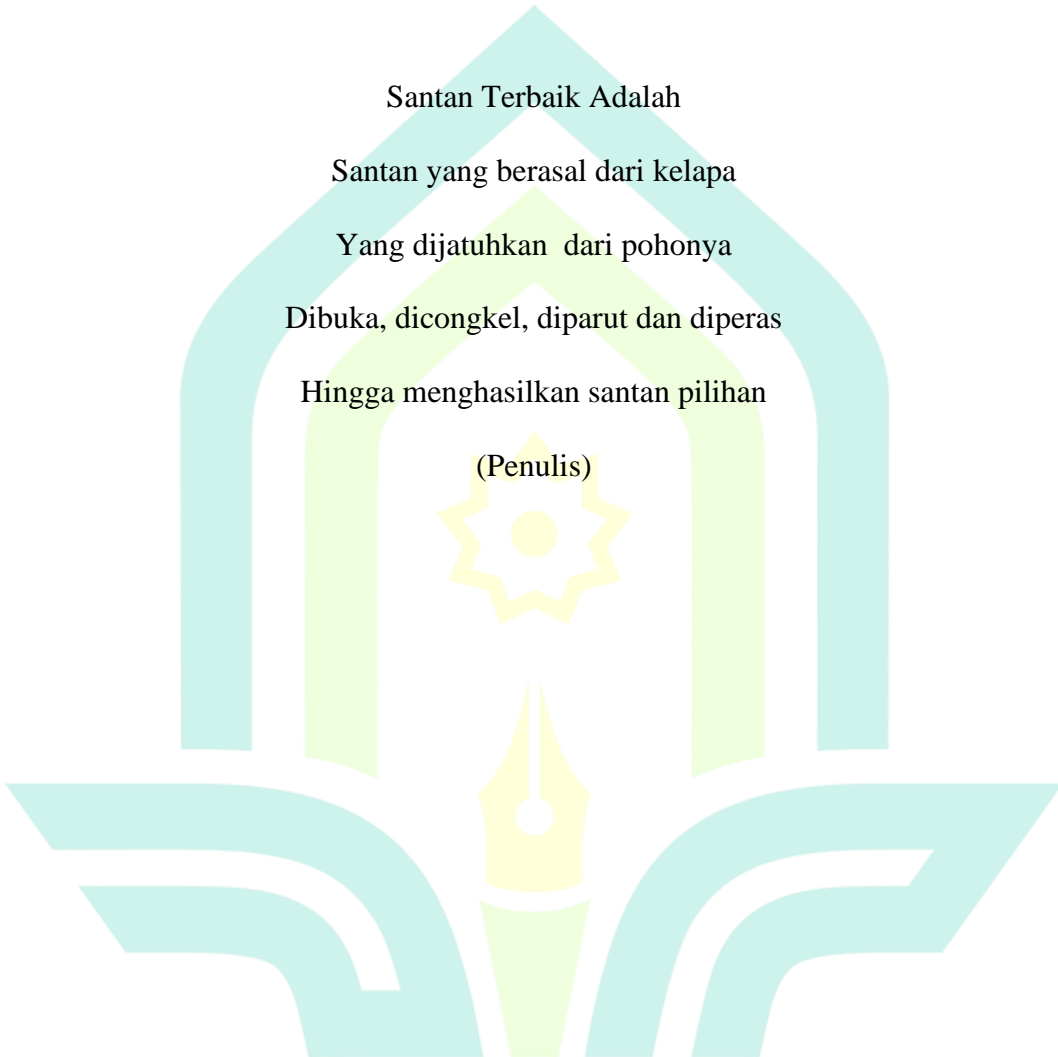 Santan Terbaik Adalah
Santan yang berasal dari kelapa
Yang dijatuhkan  dari pohonya
Dibuka, dicongkel, diparut dan diperas
Hingga menghasilkan santan pilihan
(Penulis)